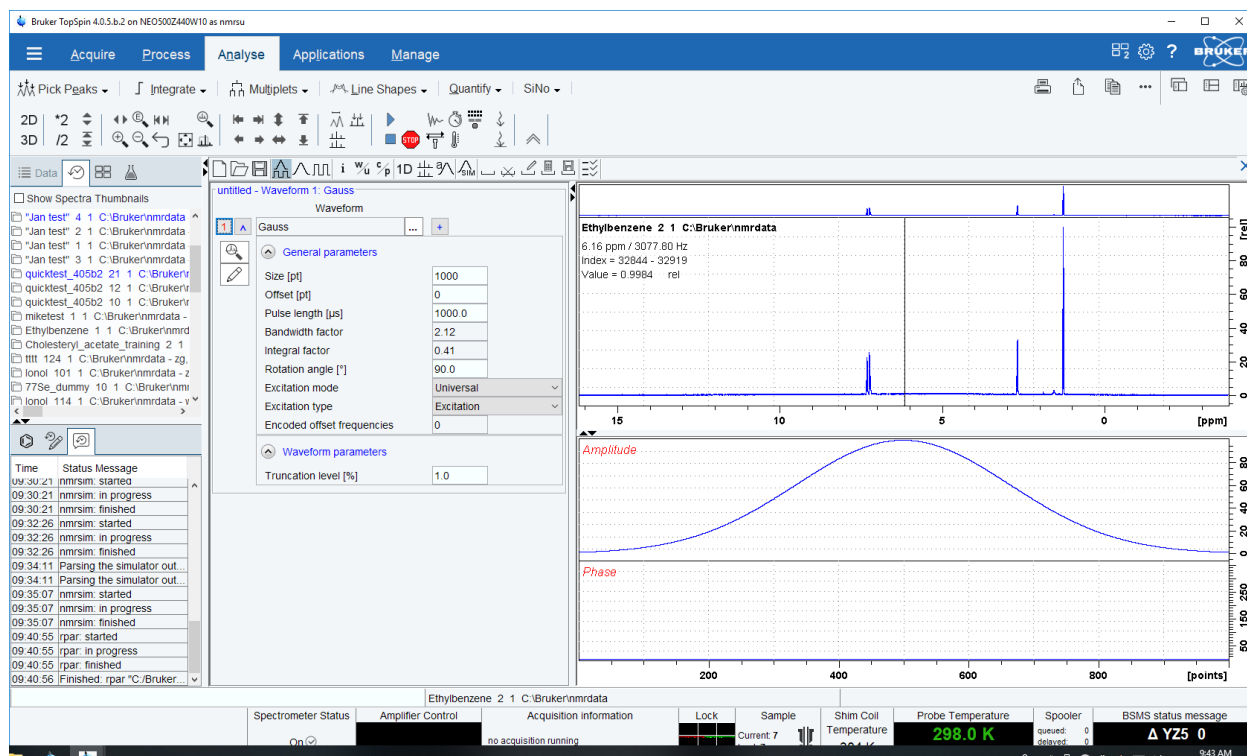 Bruker TopSpin 4.0.5.b.2 on NEO500Z440W10 as nmrsu
Acquire Process Analyse Applications Manage
BRUKER
Pick Peaks Integrate Multiplets Line Shapes Quantify SiNo
2D *2
3D /2
STOP
Data
i w/u c/p 1D SIM
Show Spectra Thumbnails
"Jan test" 4 1 C:\Bruker\nmrdata
"Jan test" 2 1 C:\Bruker\nmrdata
"Jan test" 1 1 C:\Bruker\nmrdata
"Jan test" 3 1 C:\Bruker\nmrdata
quicktest_405b2 21 1 C:\Bruker\r
quicktest_405b2 12 1 C:\Bruker\r
quicktest_405b2 10 1 C:\Bruker\r
miketest 1 1 C:\Bruker\nmrdata -
Ethylbenzene 1 1 C:\Bruker\nmrd
Cholesteryl_acetate_training 2 1
tttt 124 1 C:\Bruker\nmrdata - zg,
Ionol 101 1 C:\Bruker\nmrdata - z
77Se_dummy 10 1 C:\Bruker\nmr
Ionol 114 1 C:\Bruker\nmrdata -
Time Status Message
09:30:21 nmrsim: started
09:30:21 nmrsim: in progress
09:30:21 nmrsim: finished
09:32:26 nmrsim: started
09:32:26 nmrsim: in progress
09:32:26 nmrsim: finished
09:34:11 Parsing the simulator out...
09:34:11 Parsing the simulator out...
09:35:07 nmrsim: started
09:35:07 nmrsim: in progress
09:35:07 nmrsim: finished
09:40:55 rpar: started
09:40:55 rpar: in progress
09:40:55 rpar: finished
09:40:56 Finished: rpar "C:/Bruker...
untitled - Waveform 1: Gauss
Waveform
1 Gauss ... +
General parameters
Size [pt] 1000
Offset [pt] 0
Pulse length [µs] 1000.0
Bandwidth factor 2.12
Integral factor 0.41
Rotation angle [°] 90.0
Excitation mode Universal
Excitation type Excitation
Encoded offset frequencies 0
Waveform parameters
Truncation level [%] 1.0
Ethylbenzene 2 1 C:\Bruker\nmrdata
6.16 ppm / 3077.80 Hz
Index = 32844 - 32919
Value = 0.9984 rel
[rel]
80
60
40
20
0
15 10 5 0 [ppm]
Amplitude
80
60
40
20
0
Phase
250
150
50
200 400 600 800 [points]
Ethylbenzene 2 1 C:\Bruker\nmrdata
Spectrometer Status Amplifier Control Acquisition information Lock Sample Shim Coil Temperature Probe Temperature Spooler BSMS status message
On
no acquisition running
Current: 7
298.0 K
queued: 0
delayed: 0
Δ YZ5 0
9:43 AM